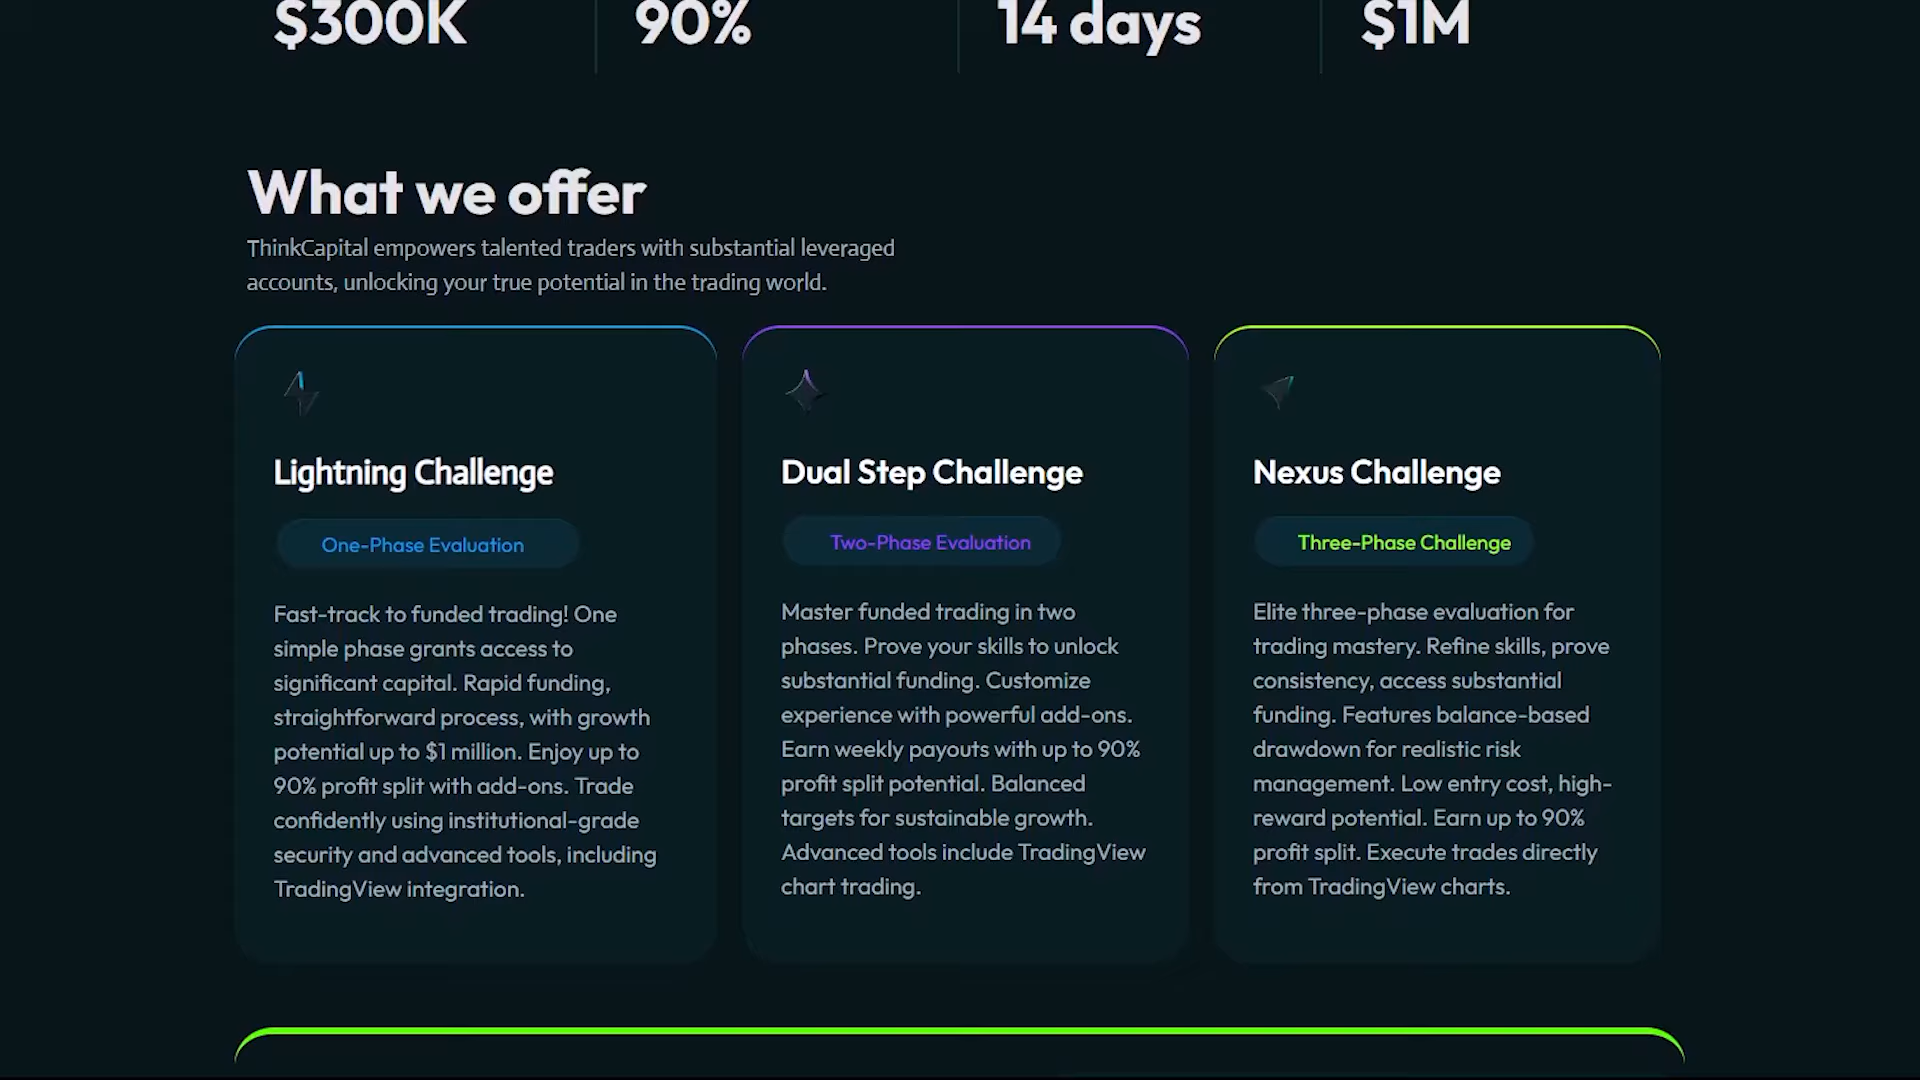 $300K
90%
14 days
$1M
What we offer
ThinkCapital empowers talented traders with substantial leveraged
accounts, unlocking your true potential in the trading world.
Lightning Challenge
One-Phase Evaluation
Fast-track to funded trading! One
simple phase grants access to
significant capital. Rapid funding,
straightforward process, with growth
potential up to $1 million. Enjoy up to
90% profit split with add-ons. Trade
confidently using institutional-grade
security and advanced tools, including
TradingView integration.
Dual Step Challenge
Two-Phase Evaluation
Master funded trading in two
phases. Prove your skills to unlock
substantial funding. Customize
experience with powerful add-ons.
Earn weekly payouts with up to 90%
profit split potential. Balanced
targets for sustainable growth.
Advanced tools include TradingView
chart trading.
Nexus Challenge
Three-Phase Challenge
Elite three-phase evaluation for
trading mastery. Refine skills, prove
consistency, access substantial
funding. Features balance-based
drawdown for realistic risk
management. Low entry cost, high-
reward potential. Earn up to 90%
profit split. Execute trades directly
from TradingView charts.